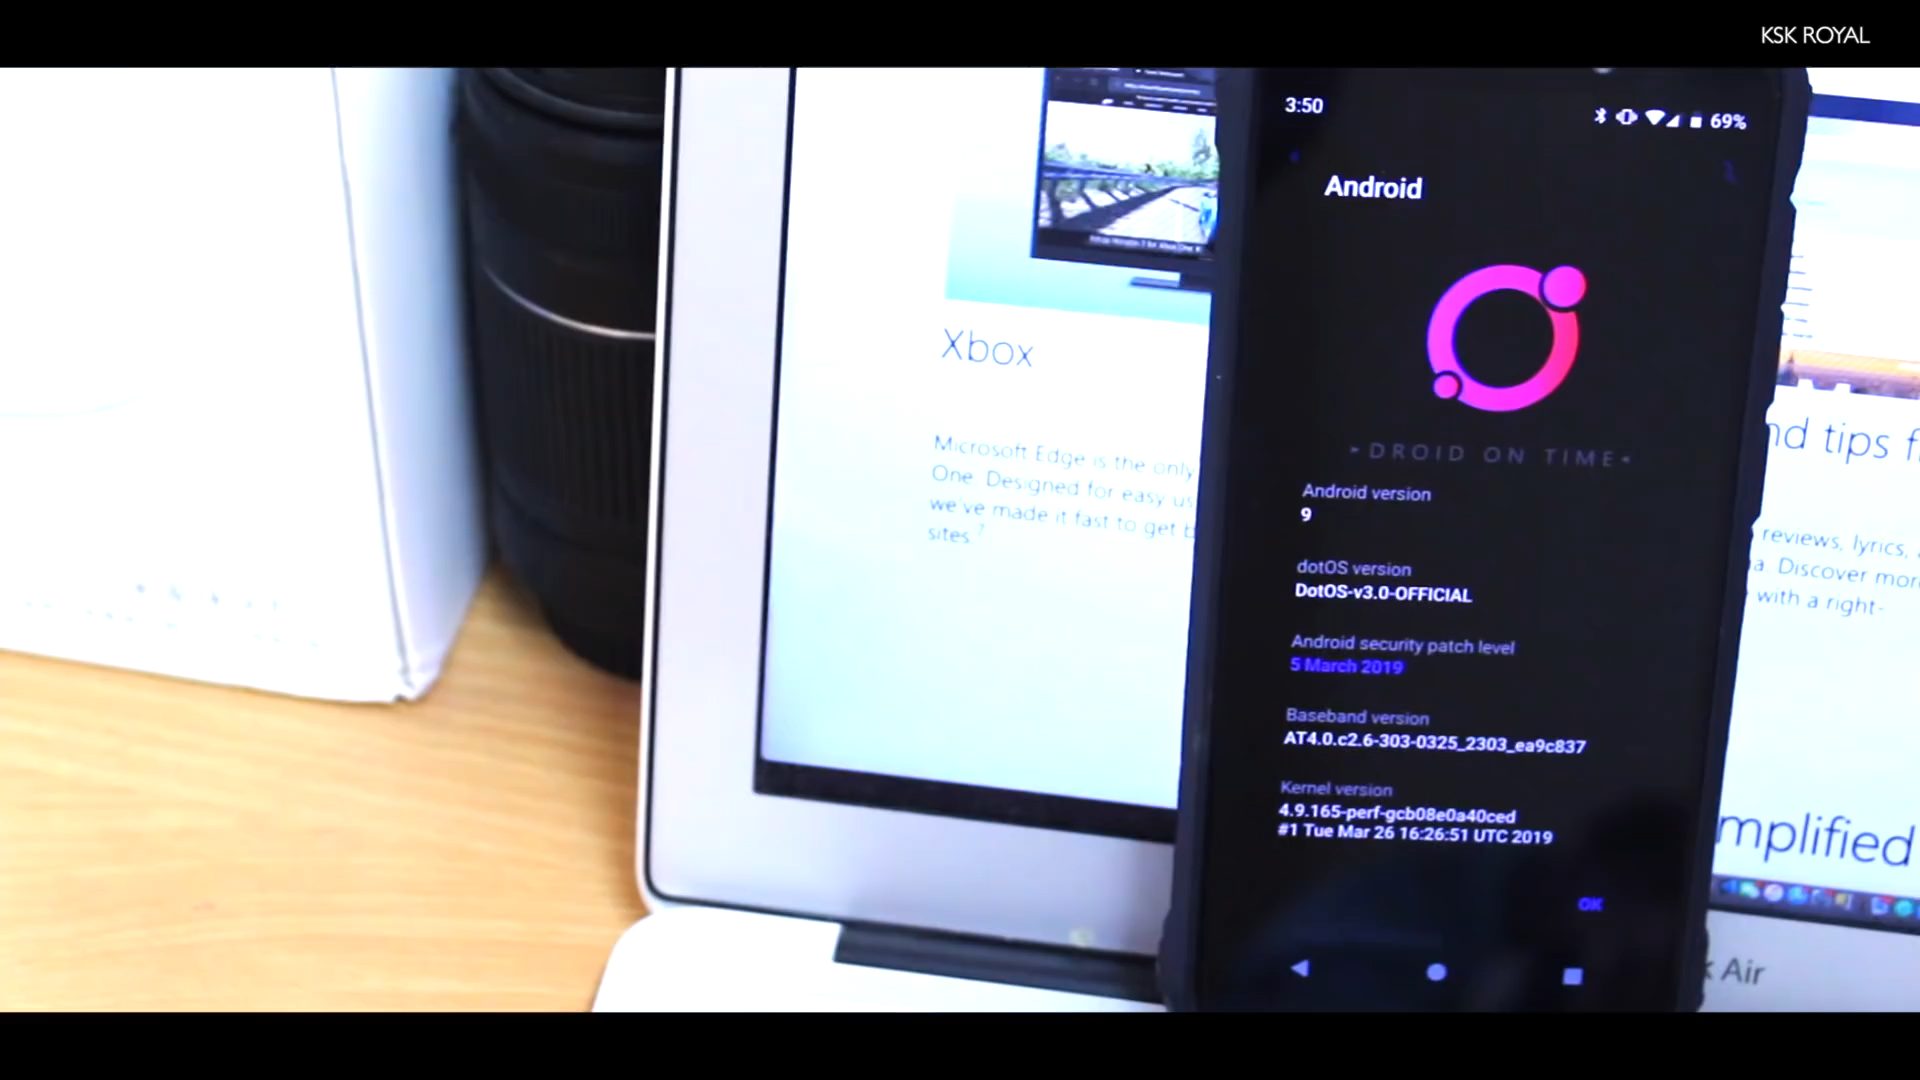 KSK ROYAL
3:50
69%
Android
-DROID ON TIME-
Android version
9
dotOS version
DotOS-v3.0-OFFICIAL
Android security patch level
5 March 2019
Baseband version
AT4.0.c2.6-303-0325_2303_ea9c837
Kernel version
4.9.165-perf-gcb08e0a40ced
#1 Tue Mar 26 16:26:51 UTC 2019
OK
Xbox
Microsoft Edge is the only
One. Designed for easy us
we've made it fast to get b
sites.7
nd tips f
reviews, lyrics,
a. Discover mor
with a right-
mplified
k Air